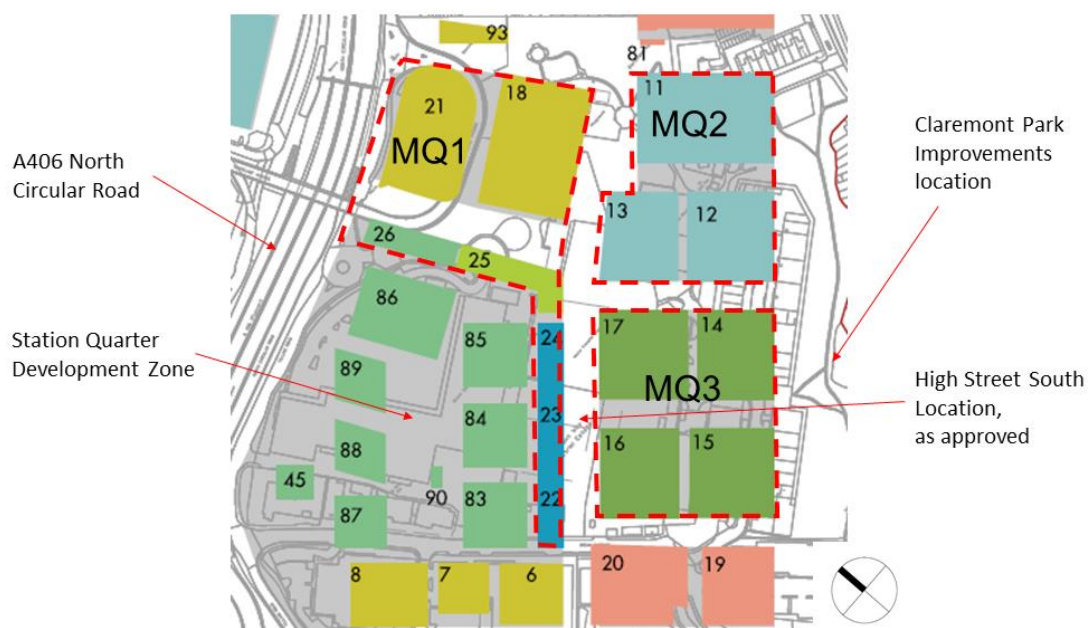 93
81
21
18
11
MQ1
MQ2
Claremont Park
Improvements
location
A406 North
Circular Road
13
12
26
25
86
Station Quarter
Development Zone
85
24
17
14
89
MQ3
High Street South
Location,
as approved
84
23
88
16
15
45
90
83
22
87
8
7
6
20
19